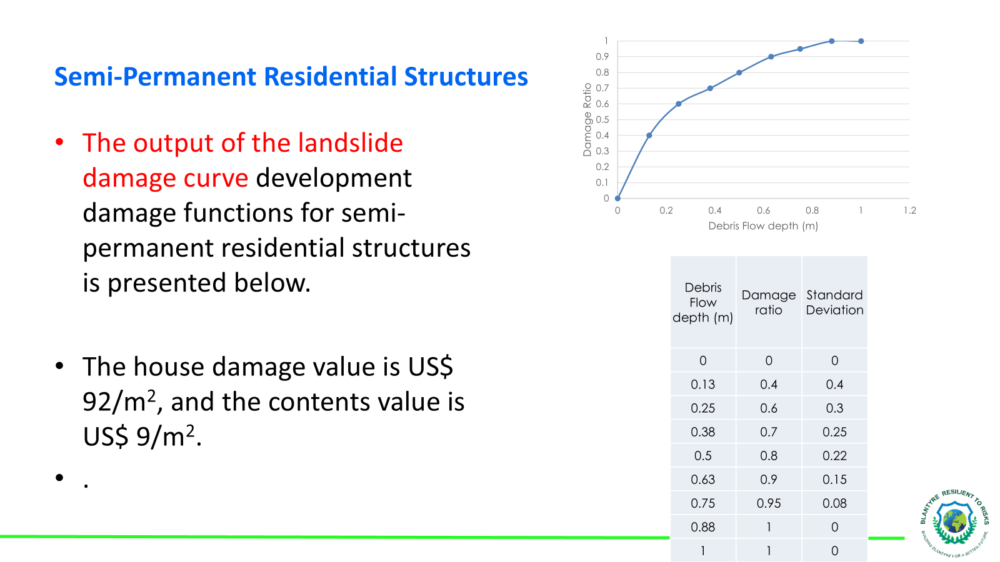 Semi-Permanent Residential Structures
• The output of the landslide
damage curve development
damage functions for semi-
permanent residential structures
is presented below.
• The house damage value is US$
92/m², and the contents value is
US$ 9/m².
• .
1
0.9
0.8
0.7
0.6
0.5
0.4
0.3
0.2
0.1
0
Damage Ratio
0 0.2 0.4 0.6 0.8 1 1.2
Debris Flow depth (m)
Debris
Flow
depth (m)
Damage
ratio
Standard
Deviation
0 0 0
0.13 0.4 0.4
0.25 0.6 0.3
0.38 0.7 0.25
0.5 0.8 0.22
0.63 0.9 0.15
0.75 0.95 0.08
0.88 1 0
1 1 0
BLANTYRE RESILIENT TO RISKS
BUILDING BLANTYRE FOR A BETTER FUTURE